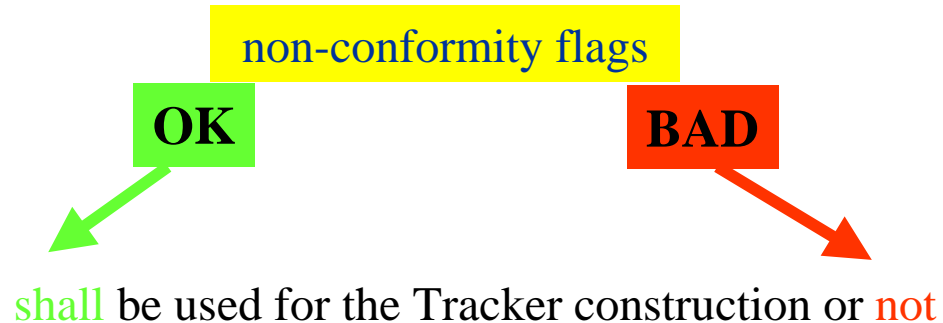 non-conformity flags
OK BAD
shall be used for the Tracker construction or not